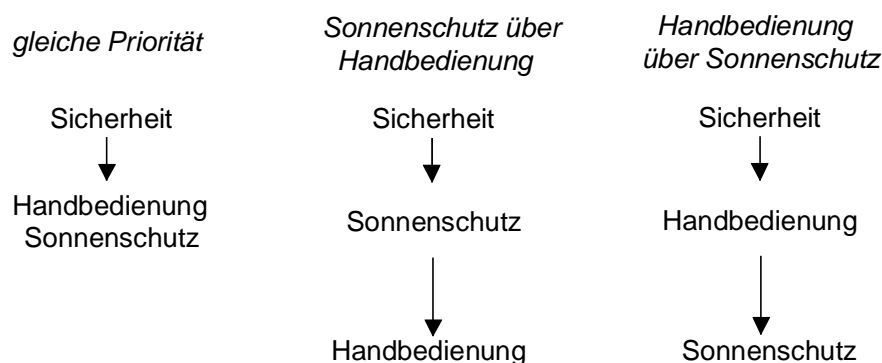 gleiche Priorität
Sonnenschutz über
Handbedienung
Handbedienung
über Sonnenschutz
Sicherheit
Sicherheit
Sicherheit
Handbedienung
Sonnenschutz
Sonnenschutz
Handbedienung
Handbedienung
Sonnenschutz